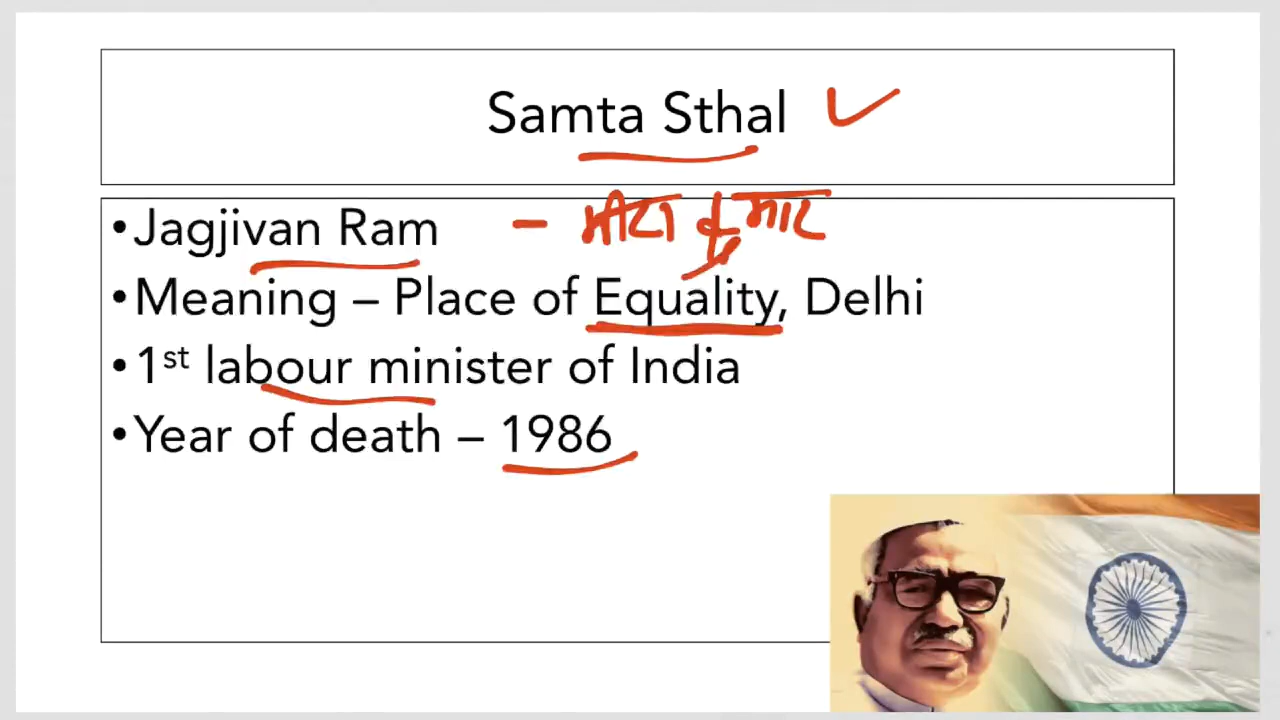 Samta Sthal
•Jagjivan Ram - मीरा कुमार
•Meaning – Place of Equality, Delhi
•1st labour minister of India
•Year of death – 1986